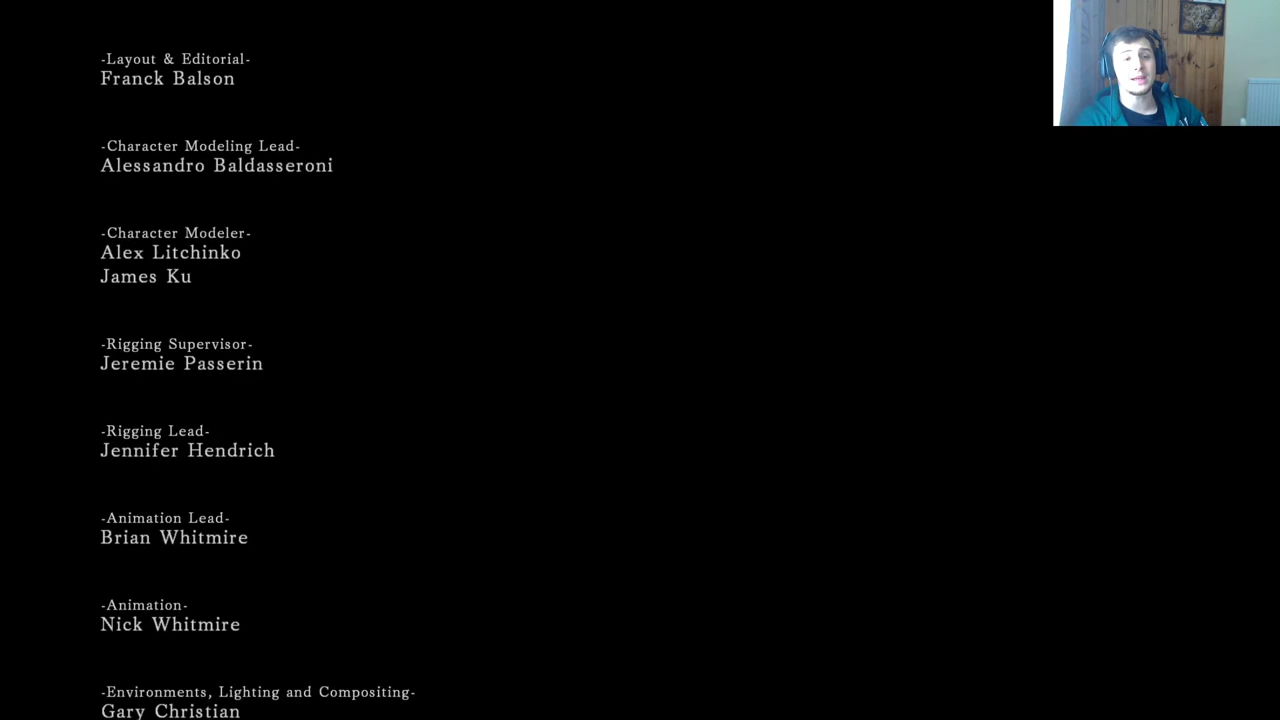 -Layout & Editorial-
Franck Balson
-Character Modeling Lead-
Alessandro Baldasseroni
-Character Modeler-
Alex Litchinko
James Ku
-Rigging Supervisor-
Jeremie Passerin
-Rigging Lead-
Jennifer Hendrich
-Animation Lead-
Brian Whitmire
-Animation-
Nick Whitmire
-Environments, Lighting and Compositing-
Gary Christian